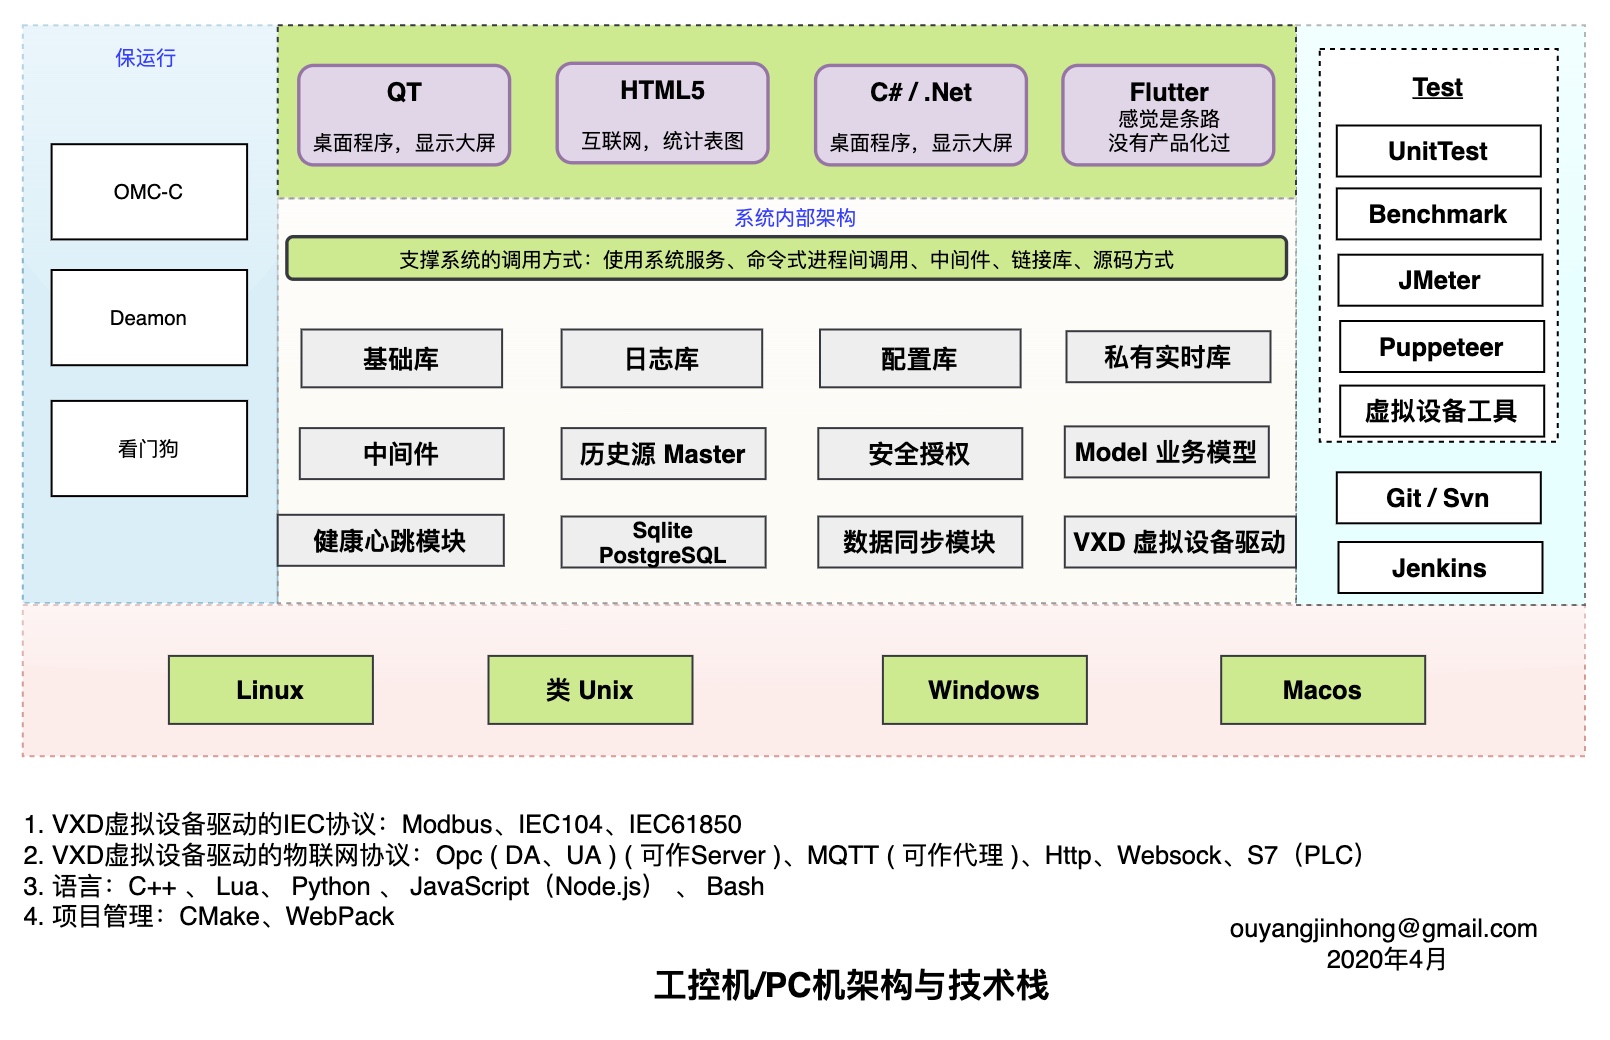 保运行
OMC-C
Deamon
看门狗
QT
桌面程序，显示大屏
HTML5
互联网，统计表图
C# / .Net
桌面程序，显示大屏
Flutter
感觉是条路
没有产品化过
系统内部架构
支撑系统的调用方式：使用系统服务、命令式进程间调用、中间件、链接库、源码方式
基础库
日志库
配置库
私有实时库
中间件
历史源 Master
安全授权
Model 业务模型
健康心跳模块
Sqlite
PostgreSQL
数据同步模块
VXD 虚拟设备驱动
Test
UnitTest
Benchmark
JMeter
Puppeteer
虚拟设备工具
Git / Svn
Jenkins
Linux
类 Unix
Windows
Macos
1. VXD虚拟设备驱动的IEC协议：Modbus、IEC104、IEC61850
2. VXD虚拟设备驱动的物联网协议：Opc ( DA、UA ) ( 可作Server )、MQTT ( 可作代理 )、Http、Websock、S7（PLC）
3. 语言：C++ 、 Lua、 Python 、 JavaScript（Node.js） 、 Bash
4. 项目管理：CMake、WebPack
ouyangjinhong@gmail.com
2020年4月
工控机/PC机架构与技术栈